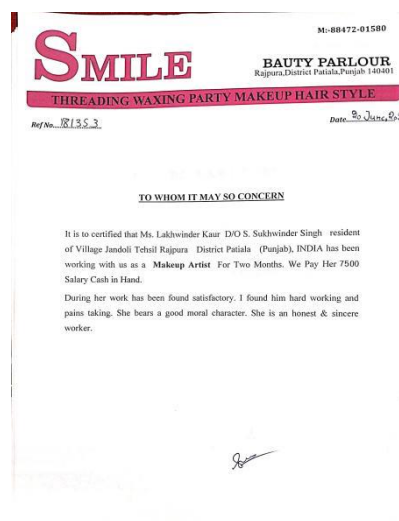 M:-88472-01580
SMILE
BAUTY PARLOUR
Rajpura,District Patiala,Punjab 140401
THREADING WAXING PARTY MAKEUP HAIR STYLE
Ref No. 181353
Date. 20 June,
TO WHOM IT MAY SO CONCERN
It is to certified that Ms. Lakhwinder Kaur D/O S. Sukhwinder Singh resident
of Village Jandoli Tehsil Rajpura District Patiala (Punjab), INDIA has been
working with us as a Makeup Artist For Two Months. We Pay Her 7500
Salary Cash in Hand.
During her work has been found satisfactory. I found him hard working and
pains taking. She bears a good moral character. She is an honest & sincere
worker.